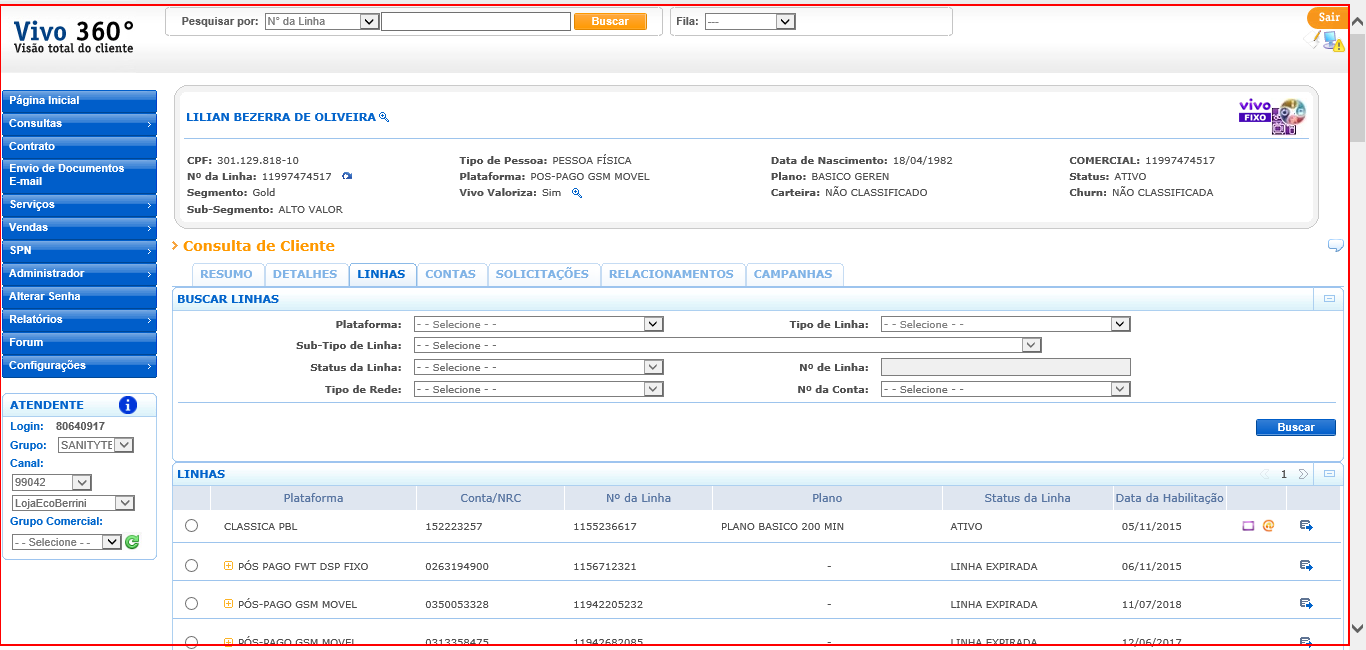 Vivo 360°
Visão total do cliente
Pesquisar por: N° da Linha Buscar Fila: ---
Sair
Página Inicial
Consultas
Contrato
Envio de Documentos
E-mail
Serviços
Vendas
SPN
Administrador
Alterar Senha
Relatórios
Forum
Configurações
ATENDENTE
Login: 80640917
Grupo: SANITYTE
Canal:
99042
LojaEcoBerrini
Grupo Comercial:
- - Selecione - -
LILIAN BEZERRA DE OLIVEIRA
vivo
FIXO
CPF: 301.129.818-10 Tipo de Pessoa: PESSOA FÍSICA Data de Nascimento: 18/04/1982 COMERCIAL: 11997474517
Nº da Linha: 11997474517 Plataforma: POS-PAGO GSM MOVEL Plano: BASICO GEREN Status: ATIVO
Segmento: Gold Vivo Valoriza: Sim Carteira: NÃO CLASSIFICADO Churn: NÃO CLASSIFICADA
Sub-Segmento: ALTO VALOR
Consulta de Cliente
RESUMO DETALHES LINHAS CONTAS SOLICITAÇÕES RELACIONAMENTOS CAMPANHAS
BUSCAR LINHAS
Plataforma: - - Selecione - - Tipo de Linha: - - Selecione - -
Sub-Tipo de Linha: - - Selecione - -
Status da Linha: - - Selecione - - Nº de Linha:
Tipo de Rede: - - Selecione - - Nº da Conta: - - Selecione - -
Buscar
LINHAS 1
Plataforma Conta/NRC Nº da Linha Plano Status da Linha Data da Habilitação
CLASSICA PBL 152223257 1155236617 PLANO BASICO 200 MIN ATIVO 05/11/2015
PÓS PAGO FWT DSP FIXO 0263194900 1156712321 - LINHA EXPIRADA 06/11/2015
PÓS-PAGO GSM MOVEL 0350053328 11942205232 - LINHA EXPIRADA 11/07/2018
PÓS-PAGO GSM MOVEL 0313358475 11942682085 - LINHA EXPIRADA 12/06/2017